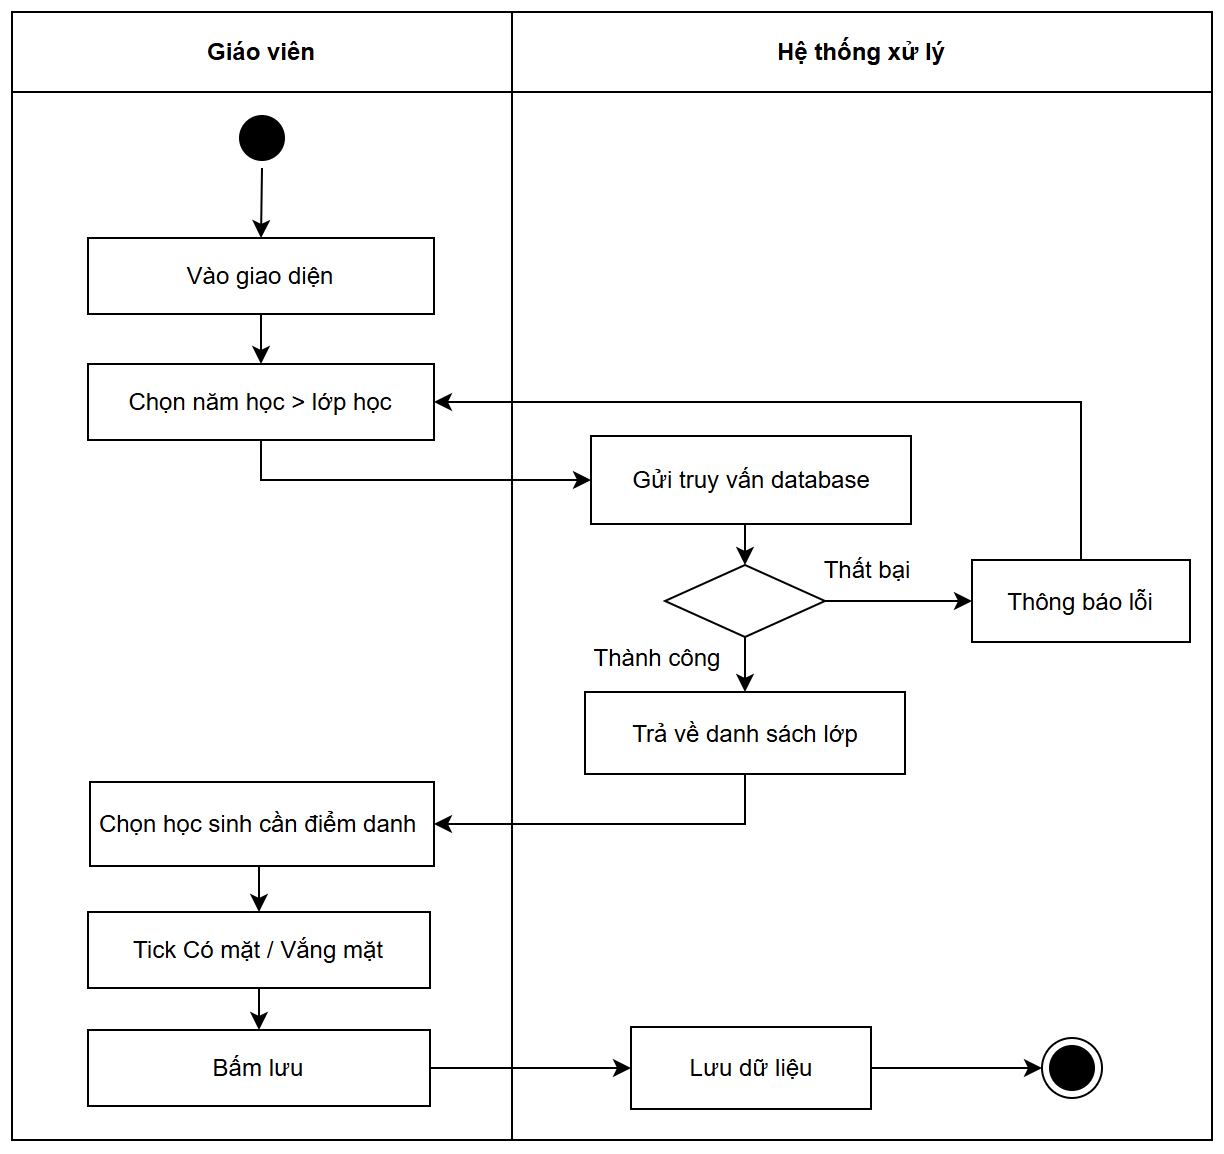 Giáo viên
Hệ thống xử lý
Vào giao diện
Chọn năm học > lớp học
Gửi truy vấn database
Thất bại
Thông báo lỗi
Thành công
Trả về danh sách lớp
Chọn học sinh cần điểm danh
Tick Có mặt / Vắng mặt
Bấm lưu
Lưu dữ liệu